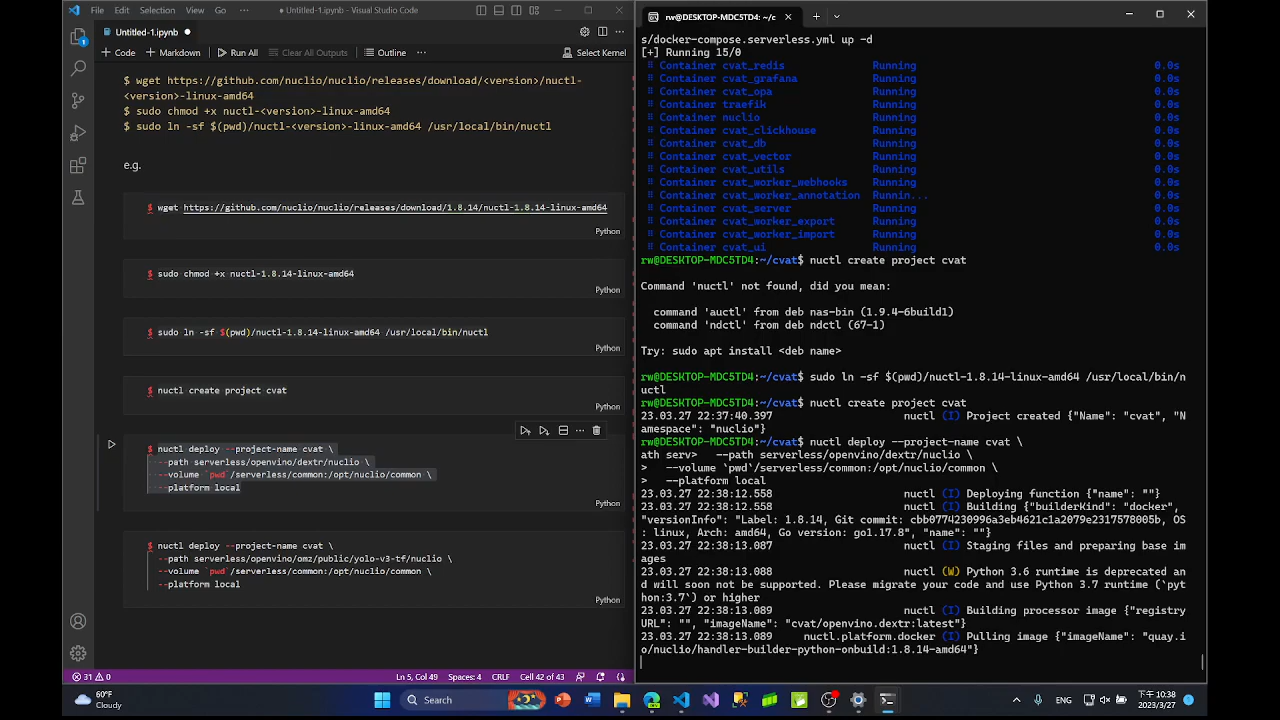 File Edit Selection View Go ··· ● Untitled-1.ipynb - Visual Studio Code
Untitled-1.ipynb ●
+ Code + Markdown Run All Clear All Outputs Outline ··· Select Kernel
$ wget https://github.com/nuclio/nuclio/releases/download/<version>/nuctl-
<version>-linux-amd64
$ sudo chmod +x nuctl-<version>-linux-amd64
$ sudo ln -sf $(pwd)/nuctl-<version>-linux-amd64 /usr/local/bin/nuctl
e.g.
$ wget https://github.com/nuclio/nuclio/releases/download/1.8.14/nuctl-1.8.14-linux-amd64
Python
$ sudo chmod +x nuctl-1.8.14-linux-amd64
Python
$ sudo ln -sf $(pwd)/nuctl-1.8.14-linux-amd64 /usr/local/bin/nuctl
Python
$ nuctl create project cvat
Python
$ nuctl deploy --project-name cvat \
--path serverless/openvino/dextr/nuclio \
--volume `pwd`/serverless/common:/opt/nuclio/common \
--platform local
Python
$ nuctl deploy --project-name cvat \
--path serverless/openvino/omz/public/yolo-v3-tf/nuclio \
--volume `pwd`/serverless/common:/opt/nuclio/common \
--platform local
Python
31 0 Ln 5, Col 49 Spaces: 4 CRLF Cell 42 of 43
rw@DESKTOP-MDC5TD4: ~/c
s/docker-compose.serverless.yml up -d
[+] Running 15/0
Container cvat_redis Running 0.0s
Container cvat_grafana Running 0.0s
Container cvat_opa Running 0.0s
Container traefik Running 0.0s
Container nuclio Running 0.0s
Container cvat_clickhouse Running 0.0s
Container cvat_db Running 0.0s
Container cvat_vector Running 0.0s
Container cvat_utils Running 0.0s
Container cvat_worker_webhooks Running 0.0s
Container cvat_worker_annotation Runnin... 0.0s
Container cvat_server Running 0.0s
Container cvat_worker_export Running 0.0s
Container cvat_worker_import Running 0.0s
Container cvat_ui Running 0.0s
rw@DESKTOP-MDC5TD4:~/cvat$ nuctl create project cvat
Command 'nuctl' not found, did you mean:
command 'auctl' from deb nas-bin (1.9.4-6build1)
command 'ndctl' from deb ndctl (67-1)
Try: sudo apt install <deb name>
rw@DESKTOP-MDC5TD4:~/cvat$ sudo ln -sf $(pwd)/nuctl-1.8.14-linux-amd64 /usr/local/bin/n
uctl
rw@DESKTOP-MDC5TD4:~/cvat$ nuctl create project cvat
23.03.27 22:37:40.397 nuctl (I) Project created {"Name": "cvat", "N
amespace": "nuclio"}
rw@DESKTOP-MDC5TD4:~/cvat$ nuctl deploy --project-name cvat \
ath serv> --path serverless/openvino/dextr/nuclio \
> --volume `pwd`/serverless/common:/opt/nuclio/common \
> --platform local
23.03.27 22:38:12.558 nuctl (I) Deploying function {"name": ""}
23.03.27 22:38:12.558 nuctl (I) Building {"builderKind": "docker",
"versionInfo": "Label: 1.8.14, Git commit: cbb0774230996a3eb4621c1a2079e2317578005b, OS
: linux, Arch: amd64, Go version: go1.17.8", "name": ""}
23.03.27 22:38:13.087 nuctl (I) Staging files and preparing base im
ages
23.03.27 22:38:13.088 nuctl (W) Python 3.6 runtime is deprecated an
d will soon not be supported. Please migrate your code and use Python 3.7 runtime (`pyt
hon:3.7`) or higher
23.03.27 22:38:13.089 nuctl (I) Building processor image {"registry
URL": "", "imageName": "cvat/openvino.dextr:latest"}
23.03.27 22:38:13.089 nuctl.platform.docker (I) Pulling image {"imageName": "quay.i
o/nuclio/handler-builder-python-onbuild:1.8.14-amd64"}
60°F
Cloudy
Search
ENG
下午 10:38
2023/3/27